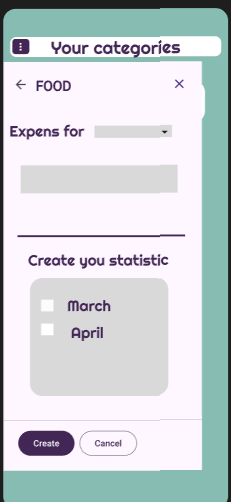 Your categories
FOOD
Expens for
Create you statistic
March
April
Create Cancel